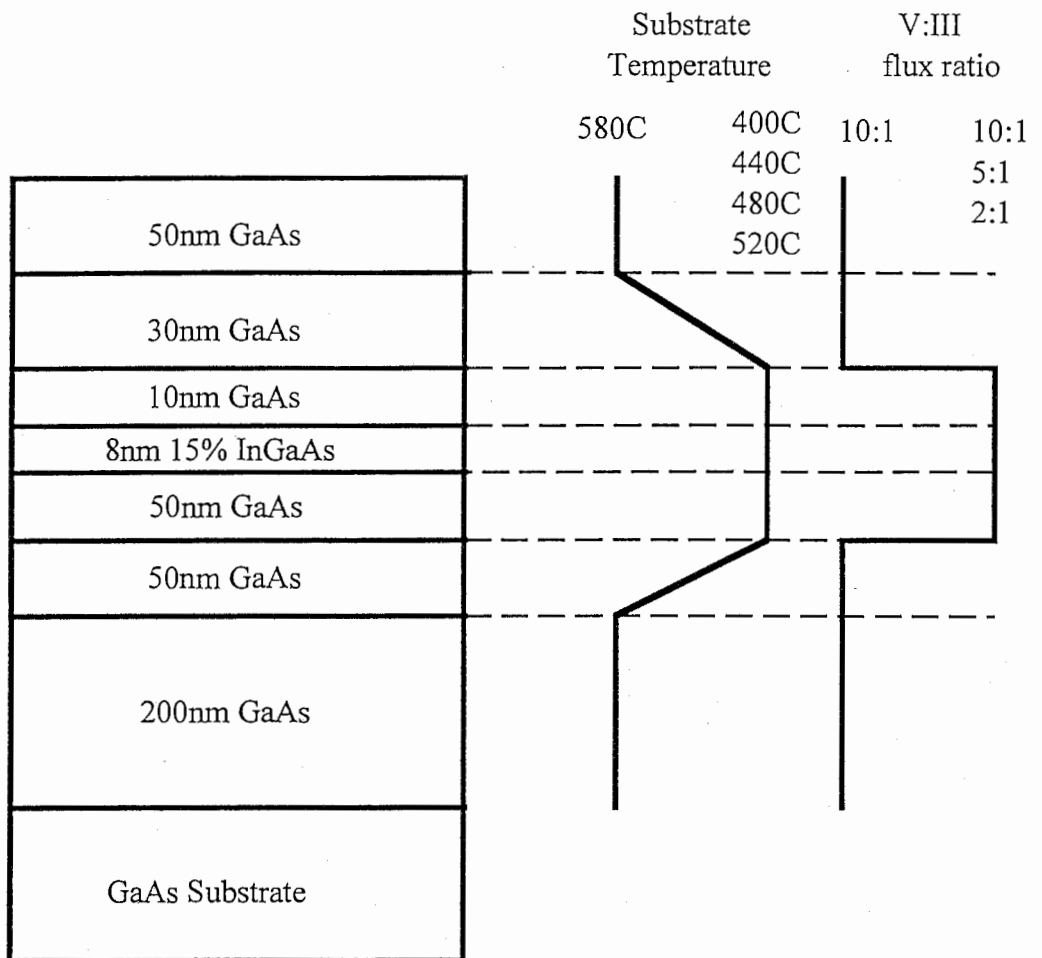 Substrate
Temperature
V:III
flux ratio
580C
400C
440C
480C
520C
10:1
10:1
5:1
2:1
50nm GaAs
30nm GaAs
10nm GaAs
8nm 15% InGaAs
50nm GaAs
50nm GaAs
200nm GaAs
GaAs Substrate